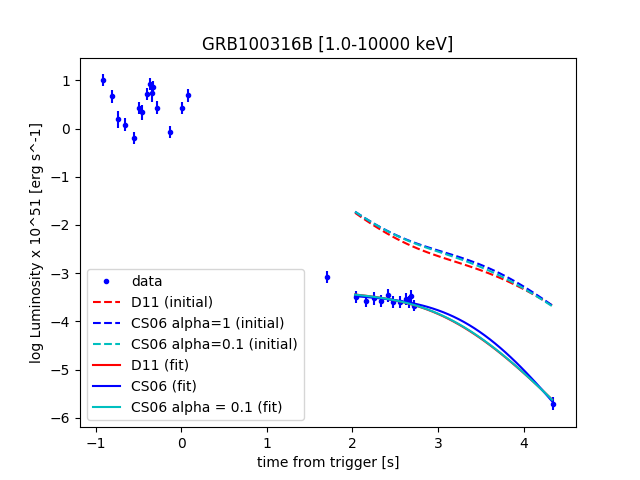 GRB100316B [1.0-10000 keV]
log Luminosity x 10^51 [erg s^-1]
1
0
−1
−2
−3
−4
−5
−6
data
D11 (initial)
CS06 alpha=1 (initial)
CS06 alpha=0.1 (initial)
D11 (fit)
CS06 (fit)
CS06 alpha = 0.1 (fit)
−1
0
1
2
3
4
time from trigger [s]